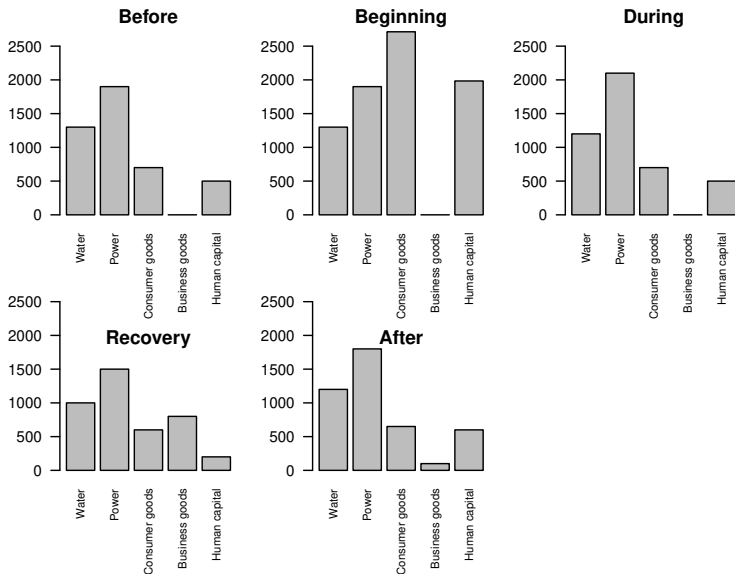 Before
2500
2000
1500
1000
500
0
Water
Power
Consumer goods
Business goods
Human capital
Beginning
2500
2000
1500
1000
500
0
Water
Power
Consumer goods
Business goods
Human capital
During
2500
2000
1500
1000
500
0
Water
Power
Consumer goods
Business goods
Human capital
Recovery
2500
2000
1500
1000
500
0
Water
Power
Consumer goods
Business goods
Human capital
After
2500
2000
1500
1000
500
0
Water
Power
Consumer goods
Business goods
Human capital